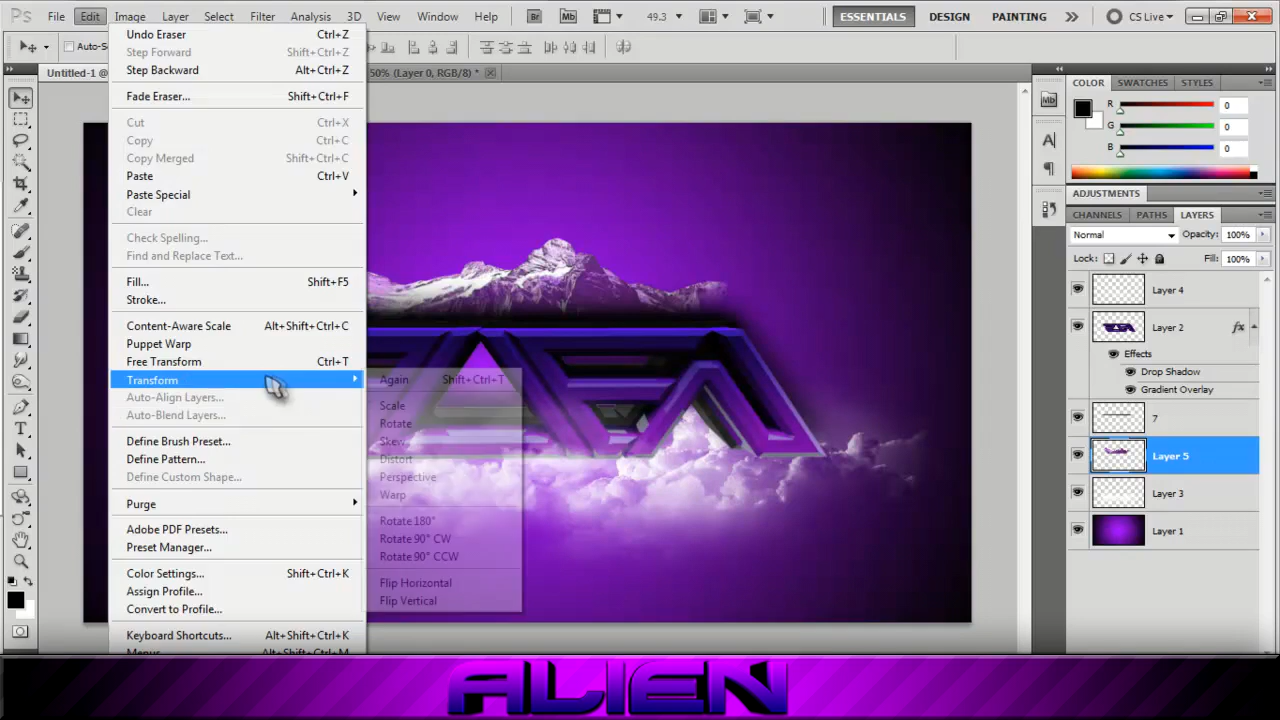 Ps File Edit Image Layer Select Filter Analysis 3D View Window Help Br Mb 49.3 ESSENTIALS DESIGN PAINTING CS Live
Auto-S
Untitled-1 @ 50% (Layer 0, RGB/8) *
Undo Eraser Ctrl+Z
Step Forward Shift+Ctrl+Z
Step Backward Alt+Ctrl+Z
Fade Eraser... Shift+Ctrl+F
Cut Ctrl+X
Copy Ctrl+C
Copy Merged Shift+Ctrl+C
Paste Ctrl+V
Paste Special
Clear
Check Spelling...
Find and Replace Text...
Fill... Shift+F5
Stroke...
Content-Aware Scale Alt+Shift+Ctrl+C
Puppet Warp
Free Transform Ctrl+T
Transform
Auto-Align Layers...
Auto-Blend Layers...
Define Brush Preset...
Define Pattern...
Define Custom Shape...
Purge
Adobe PDF Presets...
Preset Manager...
Color Settings... Shift+Ctrl+K
Assign Profile...
Convert to Profile...
Keyboard Shortcuts... Alt+Shift+Ctrl+K
Menus... Alt+Shift+Ctrl+M
Again Shift+Ctrl+T
Scale
Rotate
Skew
Distort
Perspective
Warp
Rotate 180°
Rotate 90° CW
Rotate 90° CCW
Flip Horizontal
Flip Vertical
Mb
COLOR SWATCHES STYLES
R 0
G 0
B 0
ADJUSTMENTS
CHANNELS PATHS LAYERS
Normal Opacity: 100%
Lock: Fill: 100%
Layer 4
Layer 2 fx
Effects
Drop Shadow
Gradient Overlay
7
Layer 5
Layer 3
Layer 1
ALIEN